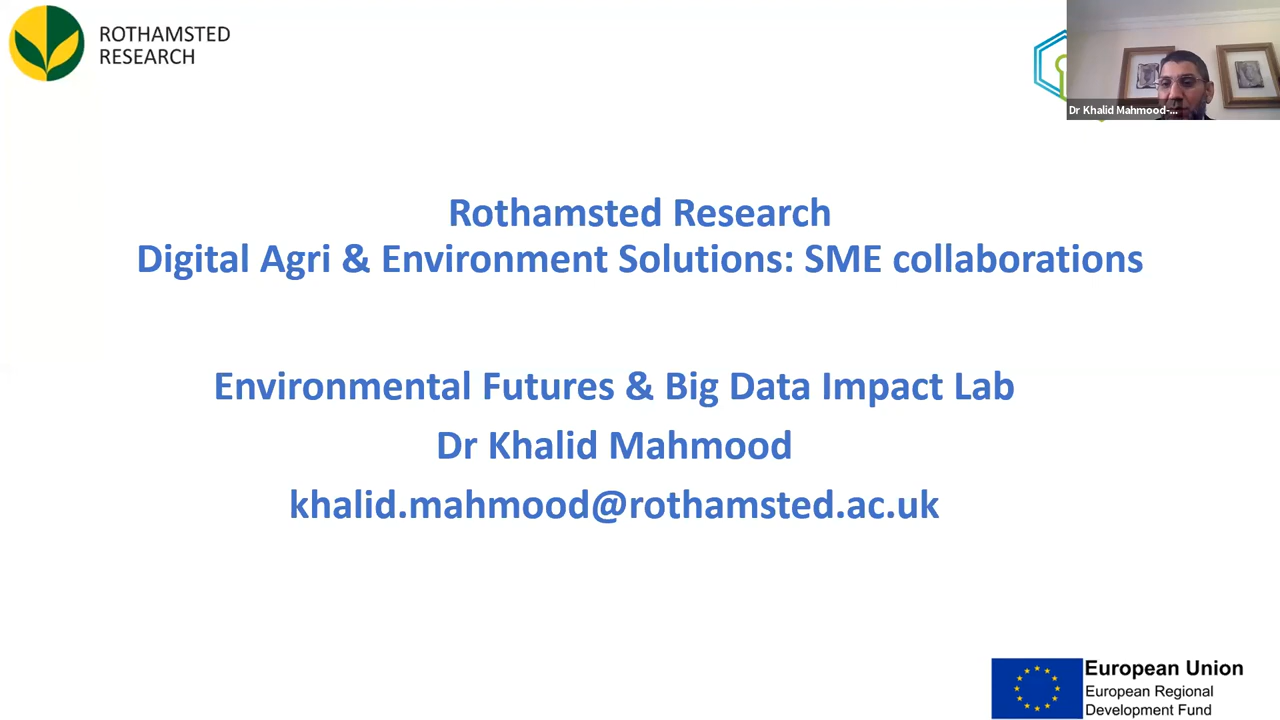 ROTHAMSTED
RESEARCH
Dr Khalid Mahmood-...
Rothamsted Research
Digital Agri & Environment Solutions: SME collaborations
Environmental Futures & Big Data Impact Lab
Dr Khalid Mahmood
khalid.mahmood@rothamsted.ac.uk
European Union
European Regional
Development Fund